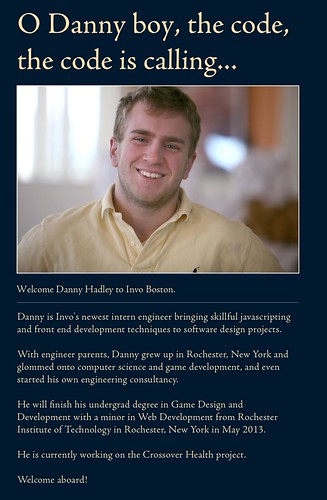 O Danny boy, the code,
the code is calling...
Welcome Danny Hadley to Invo Boston.
Danny is Invo's newest intern engineer bringing skillful javascripting
and front end development techniques to software design projects.
With engineer parents, Danny grew up in Rochester, New York and
glommed onto computer science and game development, and even
started his own engineering consultancy.
He will finish his undergrad degree in Game Design and
Development with a minor in Web Development from Rochester
Institute of Technology in Rochester, New York in May 2013.
He is currently working on the Crossover Health project.
Welcome aboard!